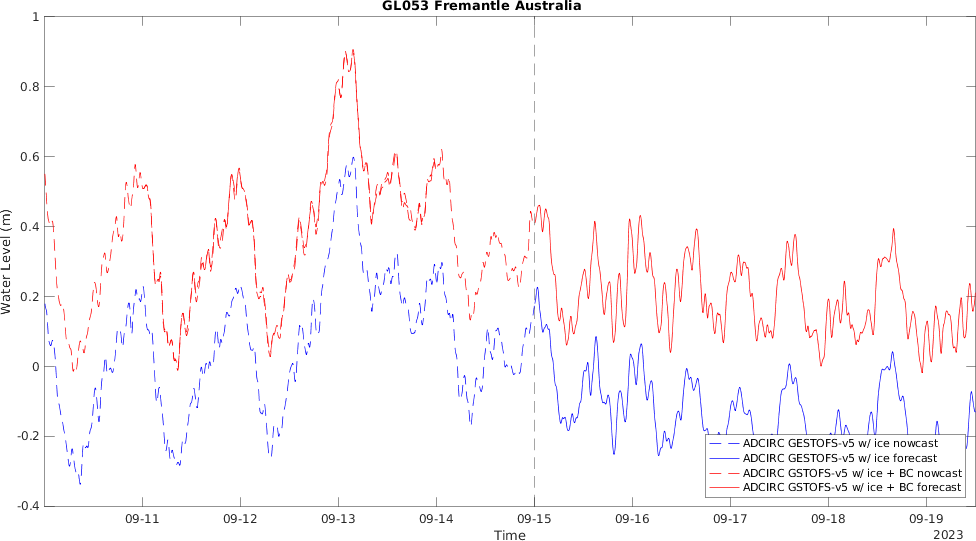 GL053 Fremantle Australia
1
0.8
0.6
0.4
0.2
0
-0.2
-0.4
Water Level (m)
ADCIRC GESTOFS-v5 w/ ice nowcast
ADCIRC GESTOFS-v5 w/ ice forecast
ADCIRC GSTOFS-v5 w/ ice + BC nowcast
ADCIRC GSTOFS-v5 w/ ice + BC forecast
09-11 09-12 09-13 09-14 09-15 09-16 09-17 09-18 09-19
Time
2023